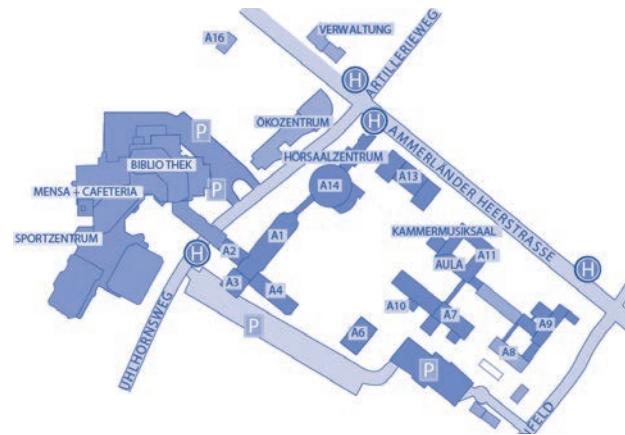 VERWALTUNG
A16
H
ARTILLERIEWEG
H
P
ÖKOZENTRUM
AMMERLÄNDER HEERSTRASSE
HÖRSAALZENTRUM
BIBLIOTHEK
A13
A14
P
MENSA + CAFETERIA
A1
KAMMERMUSIKSAAL
SPORTZENTRUM
A2
H
A11
AULA
H
A3
A4
A10
A7
A9
P
A6
A8
UHLHORNSWEG
P
FELD